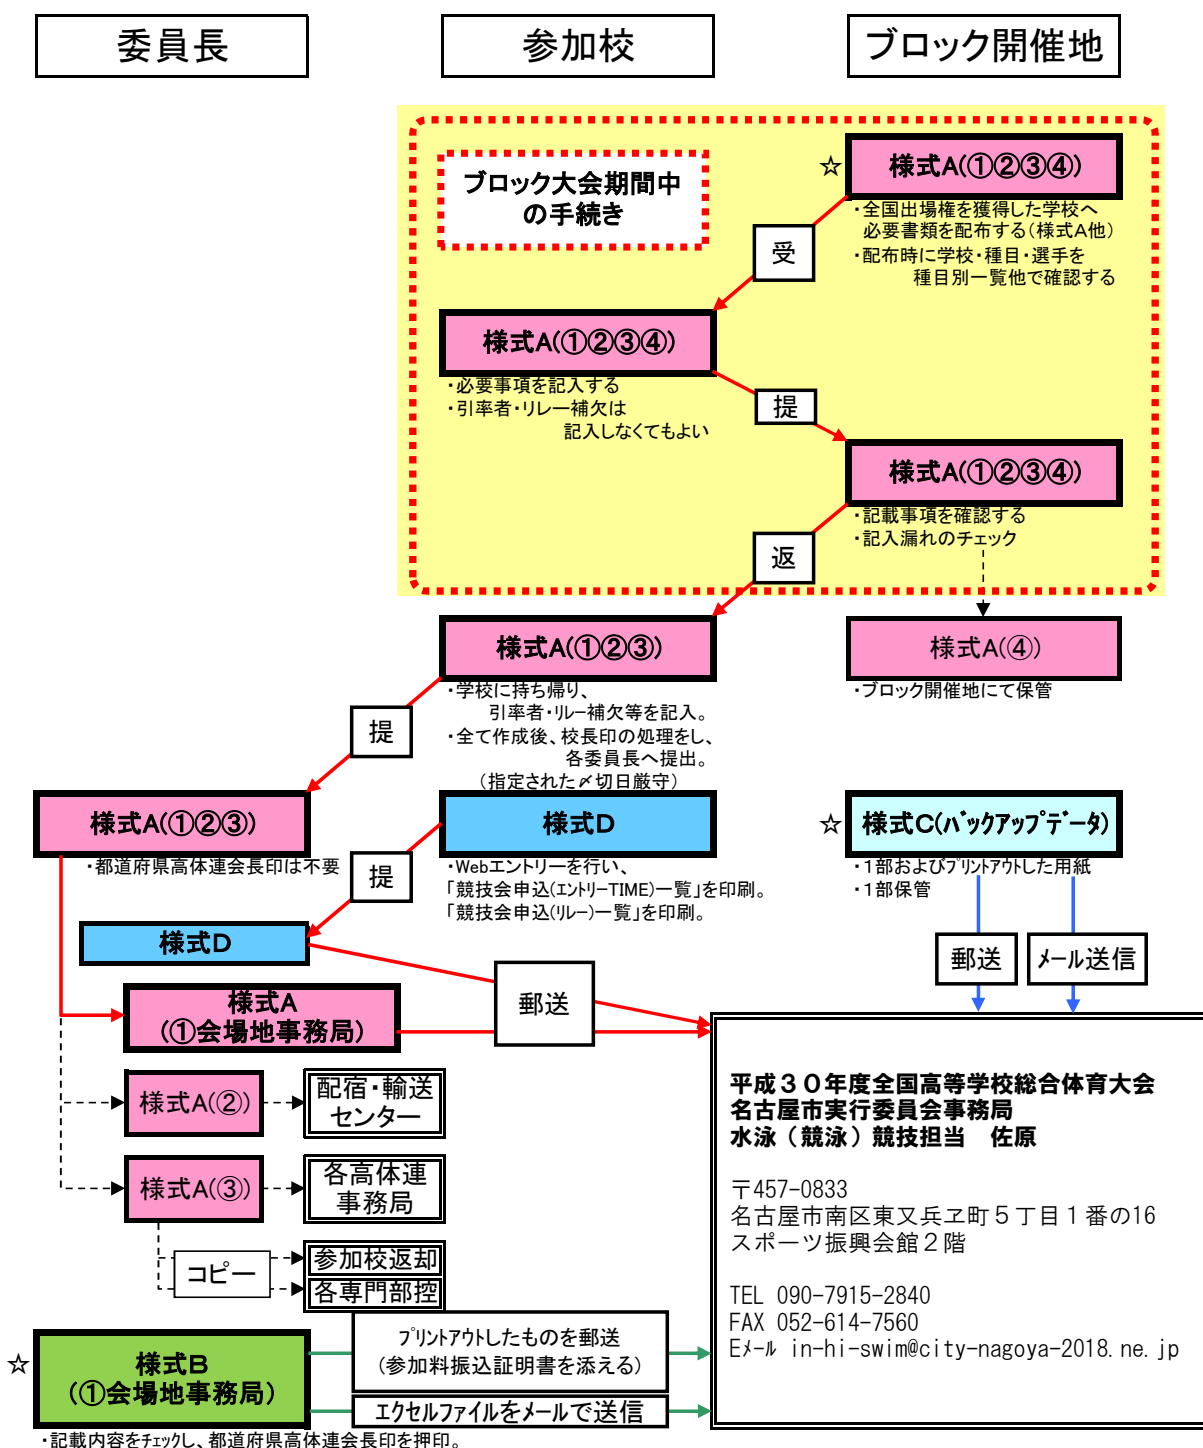 委員長
参加校
ブロック開催地
ブロック大会期間中
の手続き
☆
様式A(①②③④)
・全国出場権を獲得した学校へ
必要書類を配布する(様式A他)
・配布時に学校・種目・選手を
種目別一覧他で確認する
受
様式A(①②③④)
・必要事項を記入する
・引率者・リレー補欠は
記入しなくてもよい
提
様式A(①②③④)
・記載事項を確認する
・記入漏れのチェック
返
様式A(①②③)
・学校に持ち帰り、
引率者・リレー補欠等を記入。
・全て作成後、校長印の処理をし、
各委員長へ提出。
(指定された〆切日厳守)
様式A(④)
・ブロック開催地にて保管
提
様式A(①②③)
・都道府県高体連会長印は不要
様式D
・Webエントリーを行い、
「競技会申込(エントリーTIME)一覧」を印刷。
「競技会申込(リレー)一覧」を印刷。
☆
様式C(バックアップデータ)
・1部およびプリントアウトした用紙
・1部保管
提
様式D
郵送
郵送
メール送信
様式A
(①会場地事務局)
様式A(②)
配宿・輸送
センター
様式A(③)
各高体連
事務局
コピー
参加校返却
各専門部控
平成30年度全国高等学校総合体育大会
名古屋市実行委員会事務局
水泳(競泳)競技担当 佐原
〒457-0833
名古屋市南区東又兵ヱ町5丁目1番の16
スポーツ振興会館2階
TEL 090-7915-2840
FAX 052-614-7560
Eメール in-hi-swim@city-nagoya-2018.ne.jp
☆
様式B
(①会場地事務局)
プリントアウトしたものを郵送
(参加料振込証明書を添える)
エクセルファイルをメールで送信
・記載内容をチェックし、都道府県高体連会長印を押印。